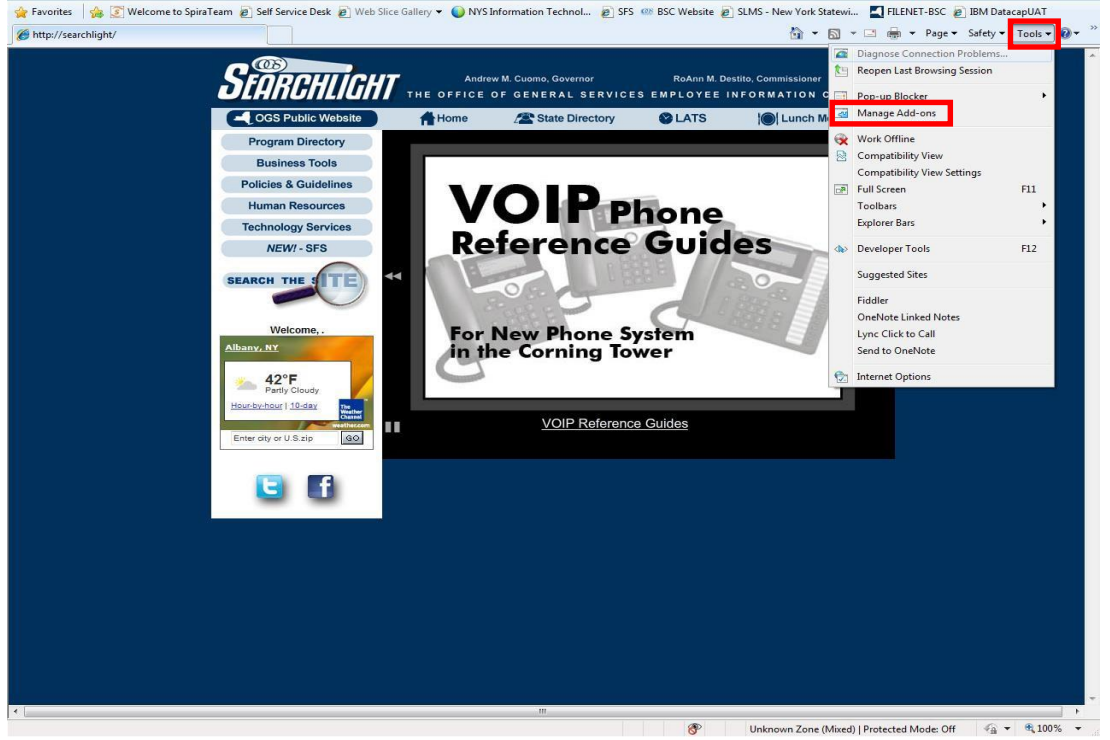 Favorites Welcome to SpiraTeam Self Service Desk Web Slice Gallery NYS Information Technol... SFS BSC Website SLMS - New York Statewi... FILENET-BSC IBM DatacapUAT
http://searchlight/ Page Safety Tools
OGS
SEARCHLIGHT
Andrew M. Cuomo, Governor RoAnn M. Destito, Commissioner
THE OFFICE OF GENERAL SERVICES EMPLOYEE INFORMATION C
OGS Public Website Home State Directory LATS Lunch M
Program Directory
Business Tools
Policies & Guidelines
Human Resources
Technology Services
NEW! - SFS
SEARCH THE SITE
Welcome, .
Albany, NY
42°F
Partly Cloudy
Hour-by-hour | 10-day
The Weather Channel
weather.com
Enter city or U.S.zip GO
VOIP Phone
Reference Guides
For New Phone System
in the Corning Tower
VOIP Reference Guides
Diagnose Connection Problems...
Reopen Last Browsing Session
Pop-up Blocker
Manage Add-ons
Work Offline
Compatibility View
Compatibility View Settings
Full Screen F11
Toolbars
Explorer Bars
Developer Tools F12
Suggested Sites
Fiddler
OneNote Linked Notes
Lync Click to Call
Send to OneNote
Internet Options
Unknown Zone (Mixed) | Protected Mode: Off 100%